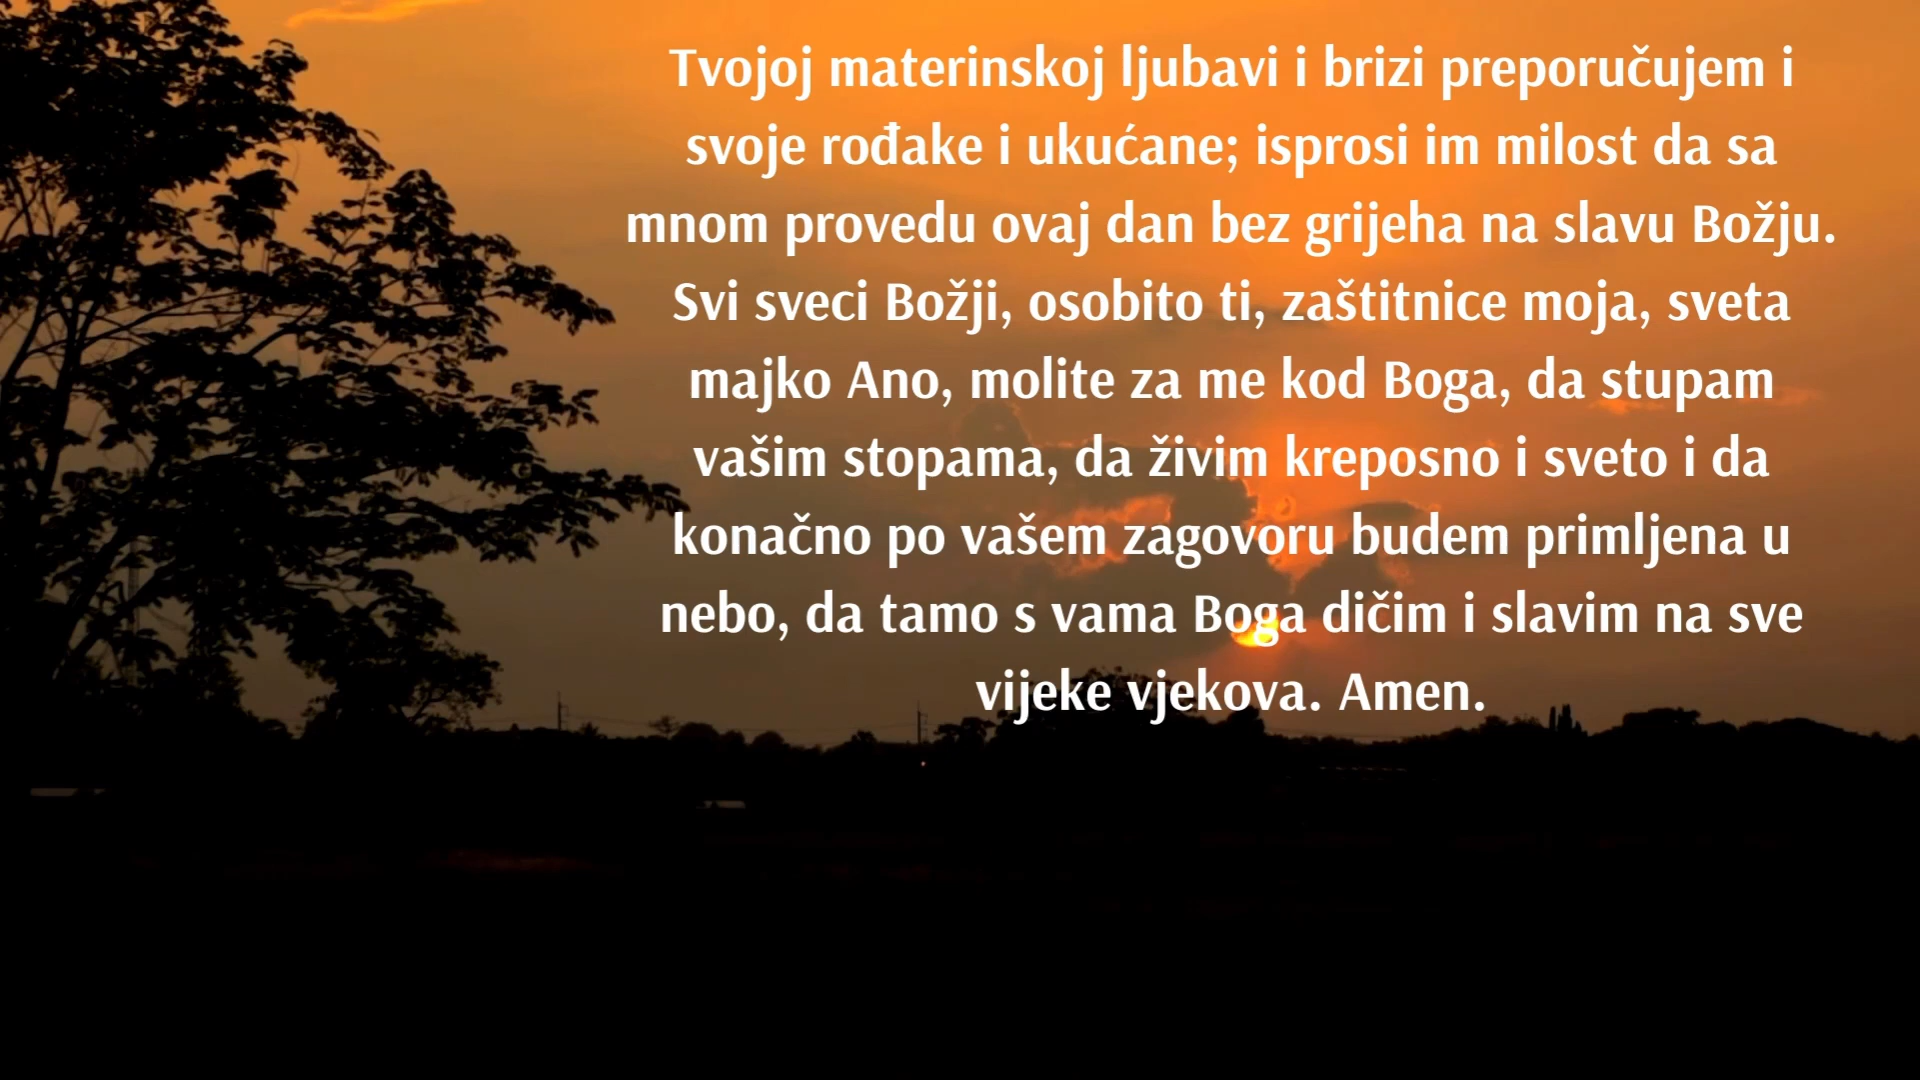 Tvojoj materinskoj ljubavi i brizi preporučujem i
svoje rođake i ukućane; isprosi im milost da sa
mnom provedu ovaj dan bez grijeha na slavu Božju.
Svi sveci Božji, osobito ti, zaštitnice moja, sveta
majko Ano, molite za me kod Boga, da stupam
vašim stopama, da živim kreposno i sveto i da
konačno po vašem zagovoru budem primljena u
nebo, da tamo s vama Boga dičim i slavim na sve
vijeke vjekova. Amen.